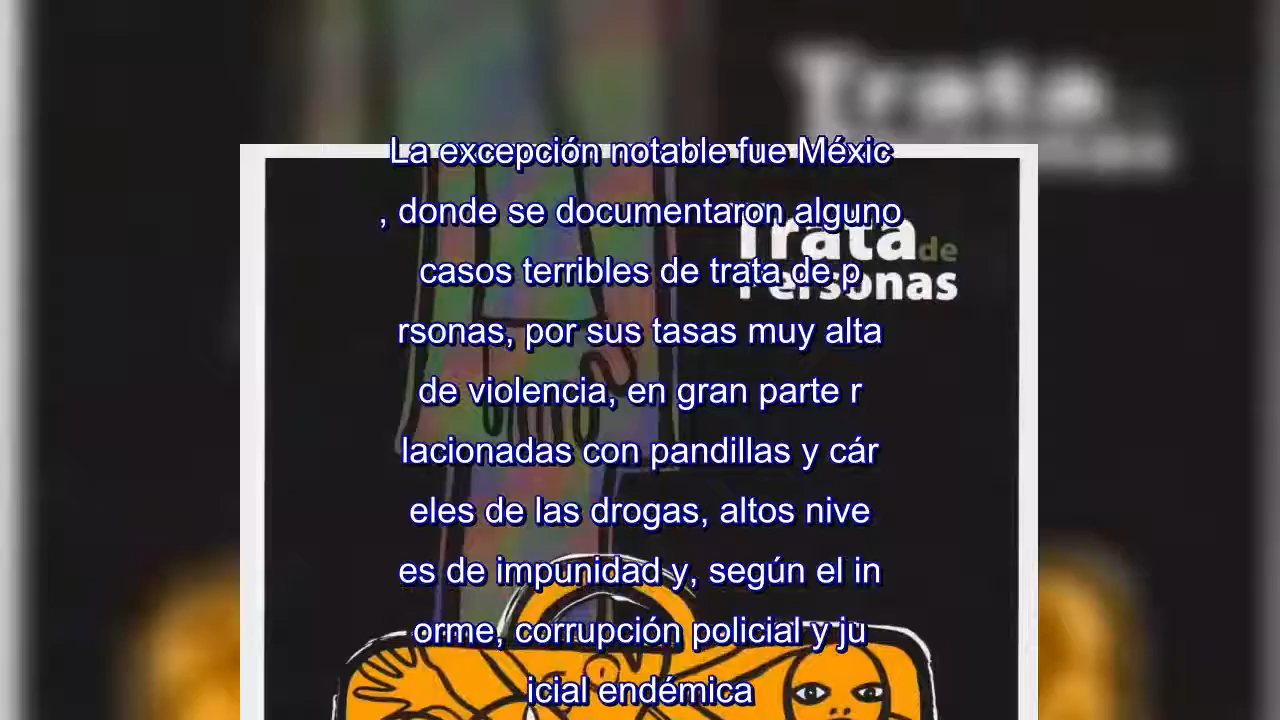 La excepción notable fue Méxic
, donde se documentaron alguno
casos terribles de trata de p
rsonas, por sus tasas muy alta
de violencia, en gran parte r
lacionadas con pandillas y cár
eles de las drogas, altos nive
es de impunidad y, según el in
orme, corrupción policial y ju
icial endémica
Trata de
Personas